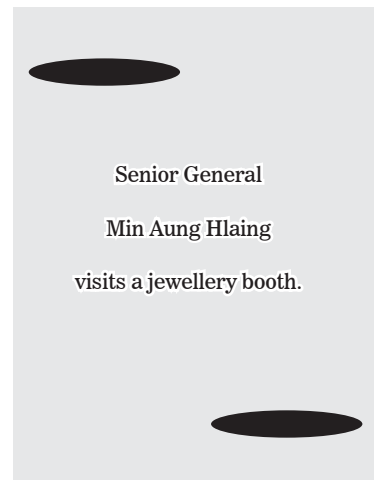 Senior General
Min Aung Hlaing
visits a jewellery booth.